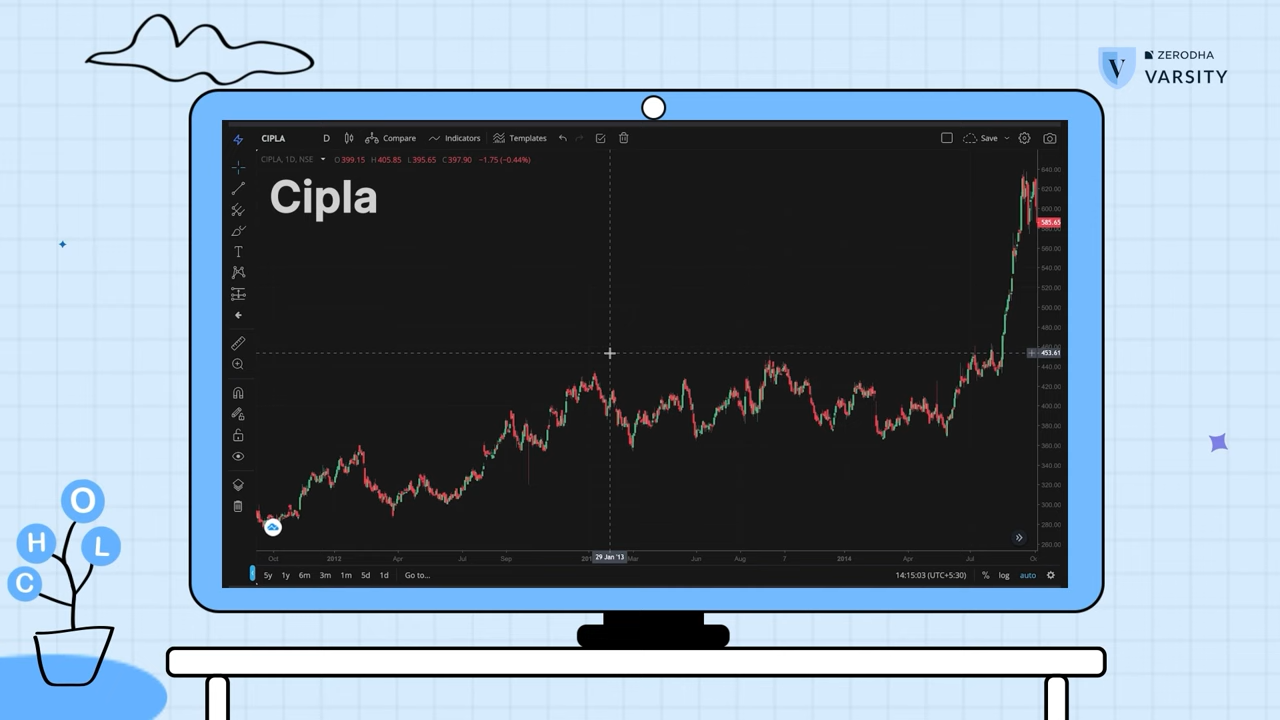 ZERODHA
V VARSITY
CIPLA D Compare Indicators Templates Save
CIPLA, 1D, NSE O399.15 H405.85 L395.65 C397.90 −1.75 (−0.44%)
Cipla
640.00
620.00
600.00
585.65
580.00
560.00
540.00
520.00
500.00
480.00
460.00
453.61
440.00
420.00
400.00
380.00
360.00
340.00
320.00
300.00
280.00
260.00
Oct 2012 Apr Jul Sep 29 Jan '13 Mar Jun Aug 7 2014 Apr Jul
5y 1y 6m 3m 1m 5d 1d Go to... 14:15:03 (UTC+5:30) % log auto
O
H
L
C
T